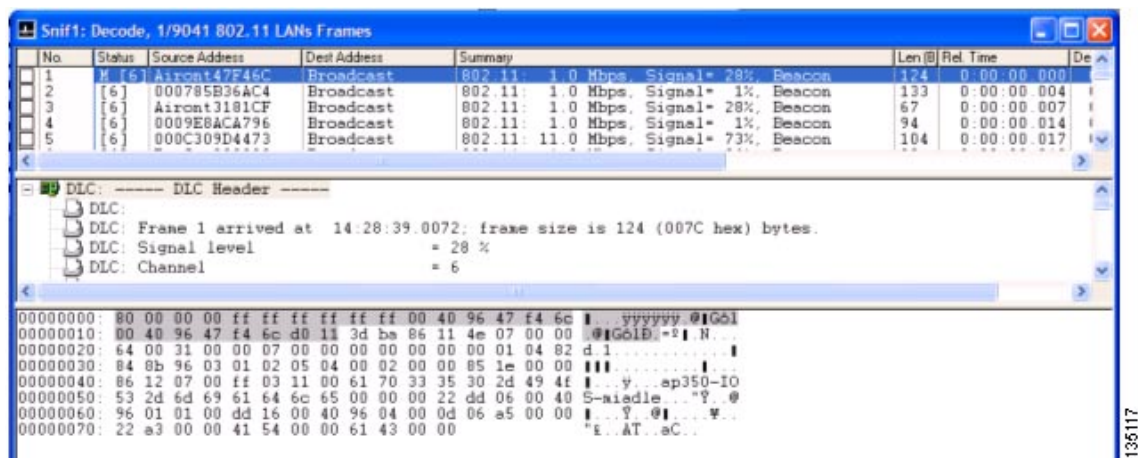 Snif1: Decode, 1/9041 802.11 LANs Frames
No. Status Source Address Dest Address Summary Len (B Rel. Time De
1 M [6] Airont47F46C Broadcast 802.11: 1.0 Mbps, Signal= 28%, Beacon 124 0:00:00.000
2 [6] 000785B36AC4 Broadcast 802.11: 1.0 Mbps, Signal= 1%, Beacon 133 0:00:00.004
3 [6] Airont3181CF Broadcast 802.11: 1.0 Mbps, Signal= 28%, Beacon 67 0:00:00.007
4 [6] 0009E8ACA796 Broadcast 802.11: 1.0 Mbps, Signal= 1%, Beacon 94 0:00:00.014
5 [6] 000C309D4473 Broadcast 802.11: 11.0 Mbps, Signal= 73%, Beacon 104 0:00:00.017
DLC: ----- DLC Header -----
DLC:
DLC: Frame 1 arrived at 14:28:39.0072; frame size is 124 (007C hex) bytes.
DLC: Signal level = 28 %
DLC: Channel = 6
00000000: 80 00 00 00 ff ff ff ff ff ff 00 40 96 47 f4 6c ...ÿÿÿÿÿÿ.@Gôl
00000010: 00 40 96 47 f4 6c d0 11 3d ba 86 11 4e 07 00 00 .@GôlÐ.=º.N...
00000020: 64 00 31 00 00 07 00 00 00 00 00 00 00 01 04 82 d.1...........
00000030: 84 8b 96 03 01 02 05 04 00 02 00 00 85 1e 00 00
00000040: 86 12 07 00 ff 03 11 00 61 70 33 35 30 2d 49 4f ...ÿ...ap350-IO
00000050: 53 2d 6d 69 61 64 6c 65 00 00 00 22 dd 06 00 40 S-miadle..."Ý..@
00000060: 96 01 01 00 dd 16 00 40 96 04 00 0d 06 a5 00 00 ...Ý..@....¥..
00000070: 22 a3 00 00 41 54 00 00 61 43 00 00 "£..AT..aC..
135117